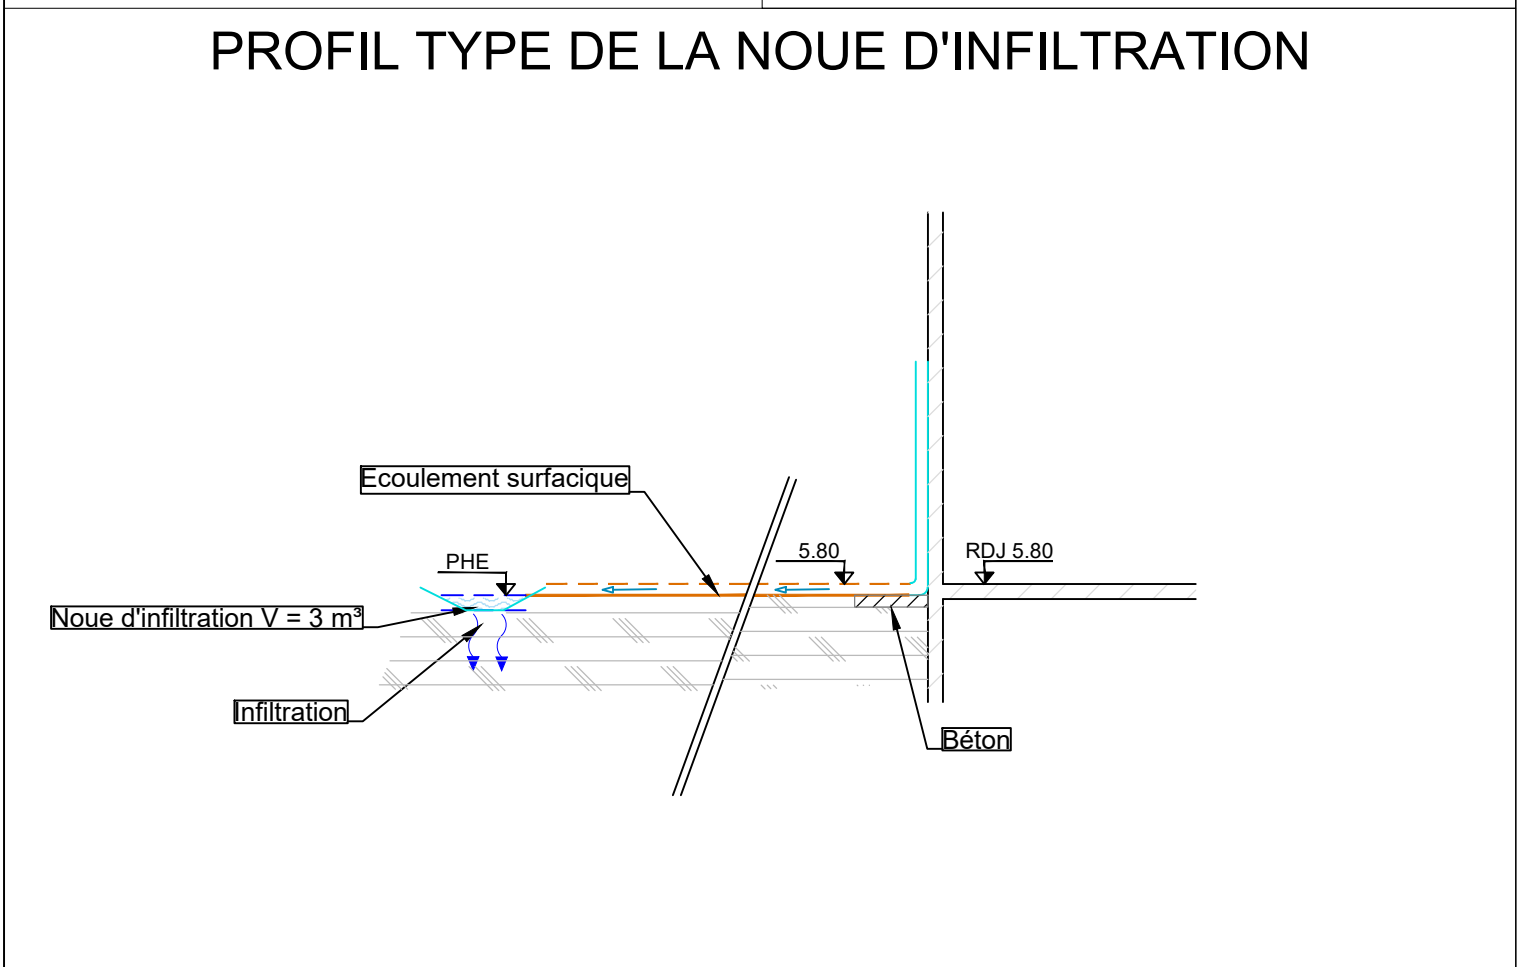 PROFIL TYPE DE LA NOUE D'INFILTRATION
Ecoulement surfacique
PHE
5.80
RDJ 5.80
Noue d'infiltration V = 3 m³
Infiltration
Béton